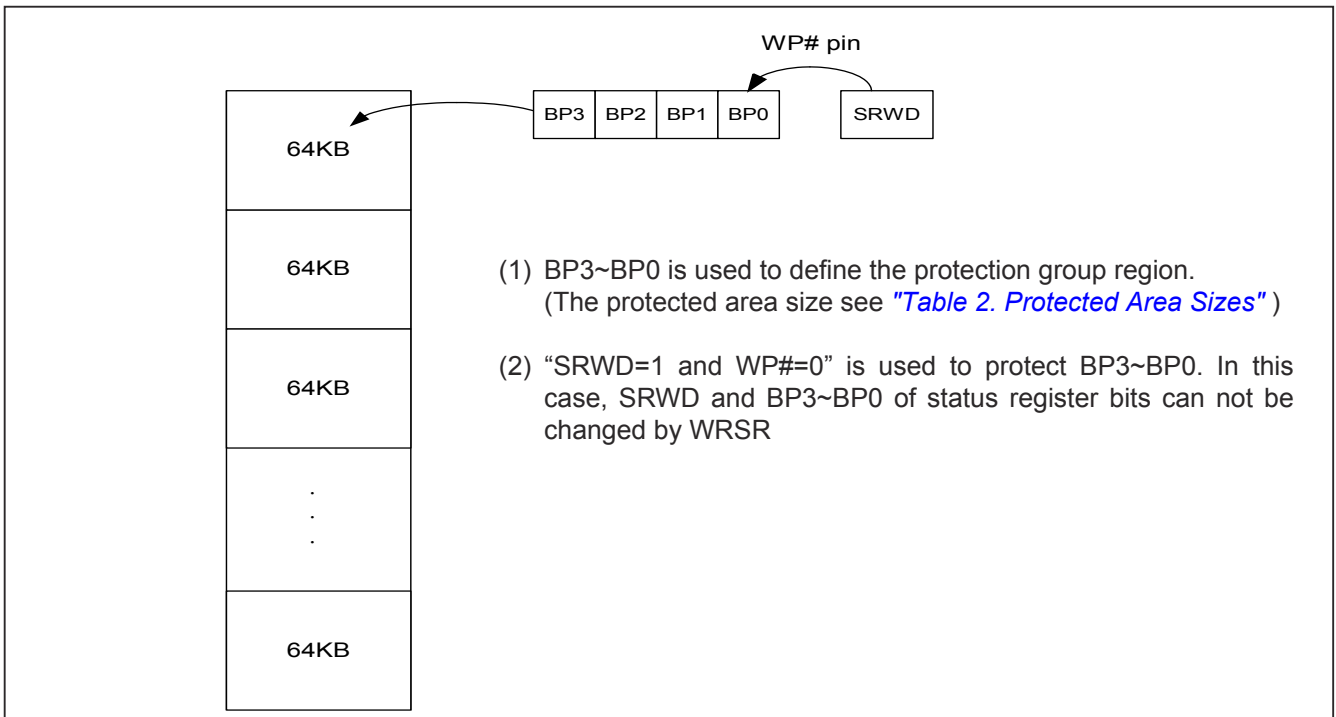 WP# pin
BP3 BP2 BP1 BP0 SRWD
64KB
64KB
(1) BP3~BP0 is used to define the protection group region.
(The protected area size see "Table 2. Protected Area Sizes" )
64KB
(2) “SRWD=1 and WP#=0” is used to protect BP3~BP0. In this
case, SRWD and BP3~BP0 of status register bits can not be
changed by WRSR
.
.
.
64KB